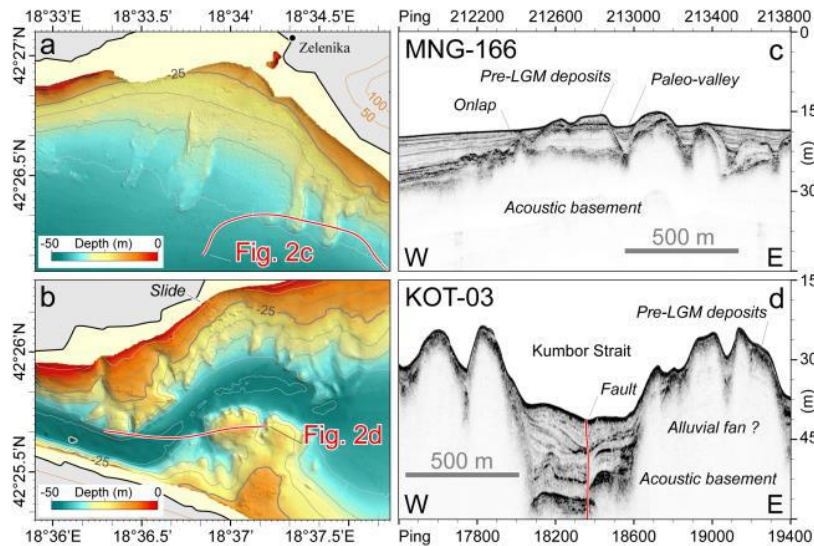 18°33'E 18°33.5' 18°34' 18°34.5'E
a
Zelenika
42°27'N
42°26.5'N
-25
100
50
-50 Depth (m) 0
Fig. 2c
b
Slide
-25
42°26'N
42°25.5'N
-25
-50 Depth (m) 0
Fig. 2d
18°36'E 18°36.5' 18°37' 18°37.5'E
Ping 212200 212600 213000 213400 213800
MNG-166
c
0
Pre-LGM deposits
Paleo-valley
Onlap
15
(m)
30
Acoustic basement
500 m
W
E
KOT-03
d
15
Pre-LGM deposits
Kumbor Strait
30
Fault
(m)
Alluvial fan ?
45
500 m
Acoustic basement
W
E
Ping 17800 18200 18600 19000 19400